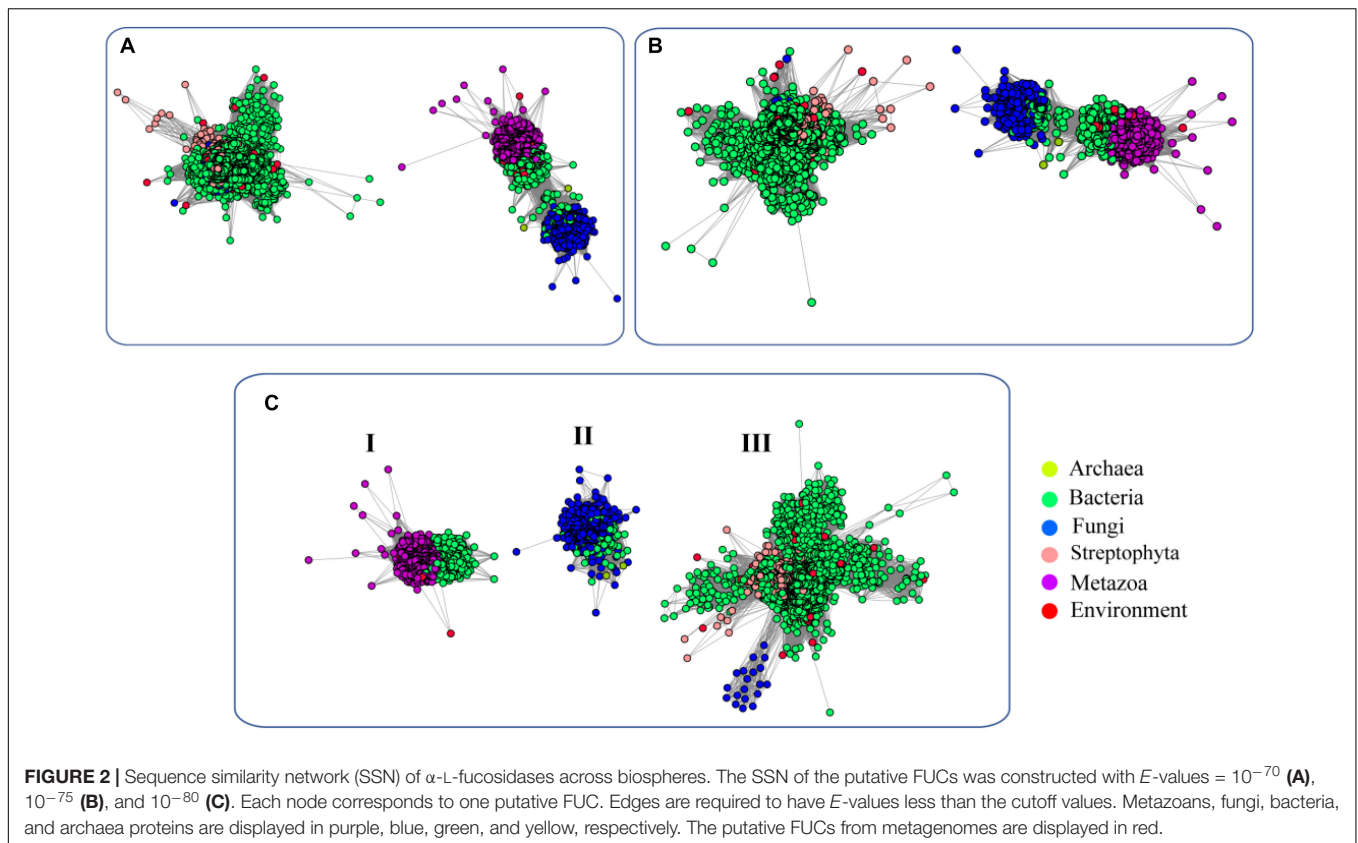 A
B
C
I
II
III
Archaea
Bacteria
Fungi
Streptophyta
Metazoa
Environment
FIGURE 2 | Sequence similarity network (SSN) of α-L-fucosidases across biospheres. The SSN of the putative FUCs was constructed with E-values = 10⁻⁷⁰ (A),
10⁻⁷⁵ (B), and 10⁻⁸⁰ (C). Each node corresponds to one putative FUC. Edges are required to have E-values less than the cutoff values. Metazoans, fungi, bacteria,
and archaea proteins are displayed in purple, blue, green, and yellow, respectively. The putative FUCs from metagenomes are displayed in red.